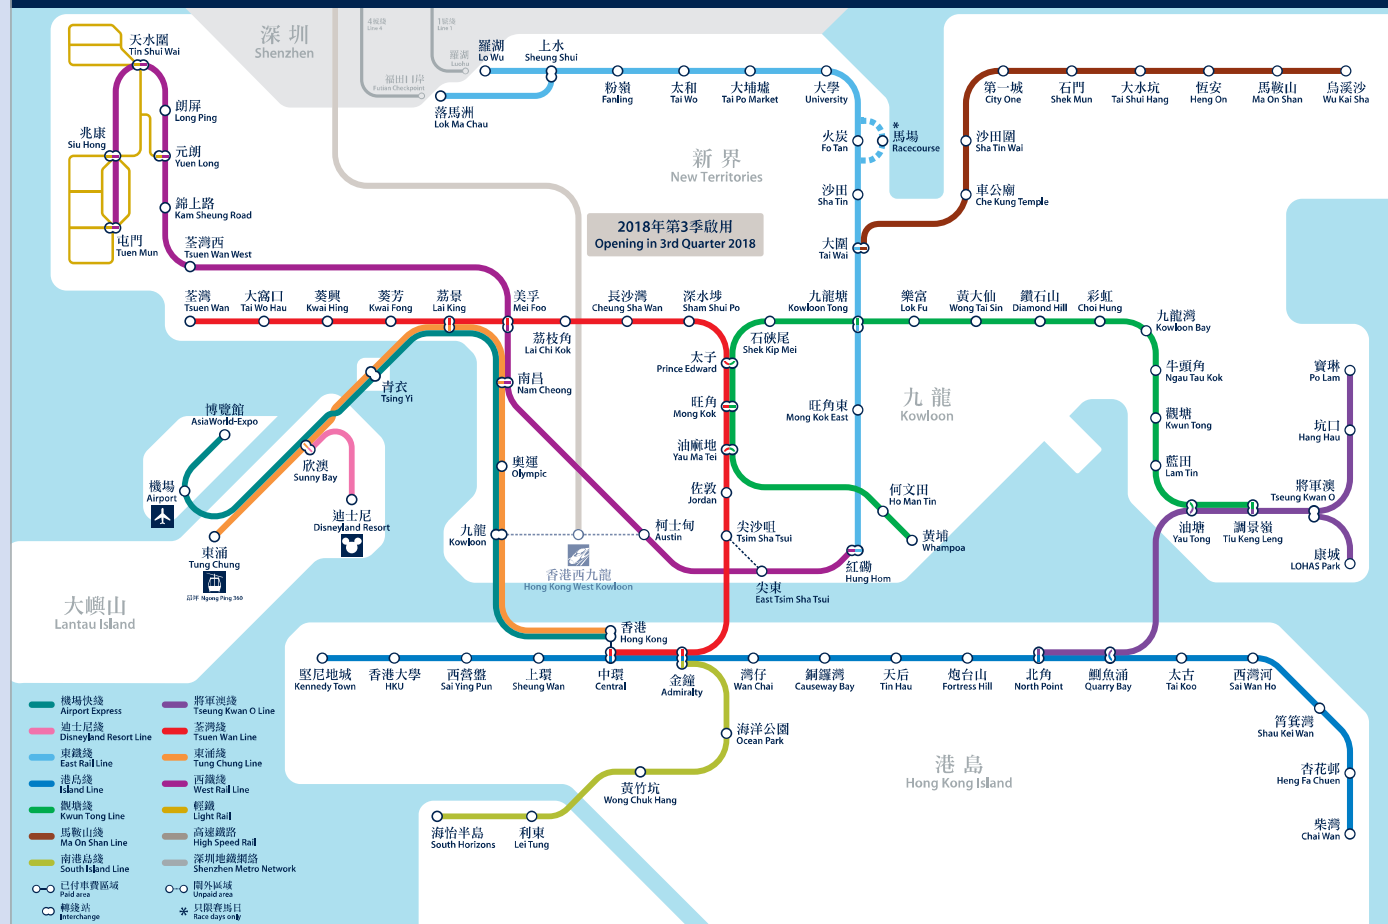 深圳
Shenzhen
4號綫
Line 4
1號綫
Line 1
羅湖
Luohu
福田口岸
Futian Checkpoint
天水圍
Tin Shui Wai
朗屏
Long Ping
兆康
Siu Hong
元朗
Yuen Long
錦上路
Kam Sheung Road
屯門
Tuen Mun
荃灣西
Tsuen Wan West
羅湖
Lo Wu
上水
Sheung Shui
落馬洲
Lok Ma Chau
粉嶺
Fanling
太和
Tai Wo
大埔墟
Tai Po Market
大學
University
火炭
Fo Tan
*
馬場
Racecourse
沙田
Sha Tin
大圍
Tai Wai
第一城
City One
石門
Shek Mun
大水坑
Tai Shui Hang
恆安
Heng On
馬鞍山
Ma On Shan
烏溪沙
Wu Kai Sha
沙田圍
Sha Tin Wai
車公廟
Che Kung Temple
新界
New Territories
2018年第3季啟用
Opening in 3rd Quarter 2018
荃灣
Tsuen Wan
大窩口
Tai Wo Hau
葵興
Kwai Hing
葵芳
Kwai Fong
荔景
Lai King
美孚
Mei Foo
荔枝角
Lai Chi Kok
長沙灣
Cheung Sha Wan
深水埗
Sham Shui Po
石硤尾
Shek Kip Mei
九龍塘
Kowloon Tong
樂富
Lok Fu
黃大仙
Wong Tai Sin
鑽石山
Diamond Hill
彩虹
Choi Hung
九龍灣
Kowloon Bay
牛頭角
Ngau Tau Kok
觀塘
Kwun Tong
藍田
Lam Tin
油塘
Yau Tong
調景嶺
Tiu Keng Leng
將軍澳
Tseung Kwan O
寶琳
Po Lam
坑口
Hang Hau
康城
LOHAS Park
太子
Prince Edward
旺角
Mong Kok
油麻地
Yau Ma Tei
佐敦
Jordan
尖沙咀
Tsim Sha Tsui
旺角東
Mong Kok East
九龍
Kowloon
何文田
Ho Man Tin
黃埔
Whampoa
紅磡
Hung Hom
尖東
East Tsim Sha Tsui
柯士甸
Austin
香港西九龍
Hong Kong West Kowloon
南昌
Nam Cheong
奧運
Olympic
九龍
Kowloon
青衣
Tsing Yi
博覽館
AsiaWorld-Expo
機場
Airport
欣澳
Sunny Bay
迪士尼
Disneyland Resort
東涌
Tung Chung
昂坪 Ngong Ping 360
大嶼山
Lantau Island
香港
Hong Kong
堅尼地城
Kennedy Town
香港大學
HKU
西營盤
Sai Ying Pun
上環
Sheung Wan
中環
Central
金鐘
Admiralty
灣仔
Wan Chai
銅鑼灣
Causeway Bay
天后
Tin Hau
炮台山
Fortress Hill
北角
North Point
鰂魚涌
Quarry Bay
太古
Tai Koo
西灣河
Sai Wan Ho
筲箕灣
Shau Kei Wan
杏花邨
Heng Fa Chuen
柴灣
Chai Wan
海洋公園
Ocean Park
黃竹坑
Wong Chuk Hang
利東
Lei Tung
海怡半島
South Horizons
港島
Hong Kong Island
機場快綫
Airport Express
迪士尼綫
Disneyland Resort Line
東鐵綫
East Rail Line
港島綫
Island Line
觀塘綫
Kwun Tong Line
馬鞍山綫
Ma On Shan Line
南港島綫
South Island Line
已付車費區域
Paid area
轉綫站
Interchange
將軍澳綫
Tseung Kwan O Line
荃灣綫
Tsuen Wan Line
東涌綫
Tung Chung Line
西鐵綫
West Rail Line
輕鐵
Light Rail
高速鐵路
High Speed Rail
深圳地鐵網絡
Shenzhen Metro Network
閘外區域
Unpaid area
* 只限賽馬日
Race days only